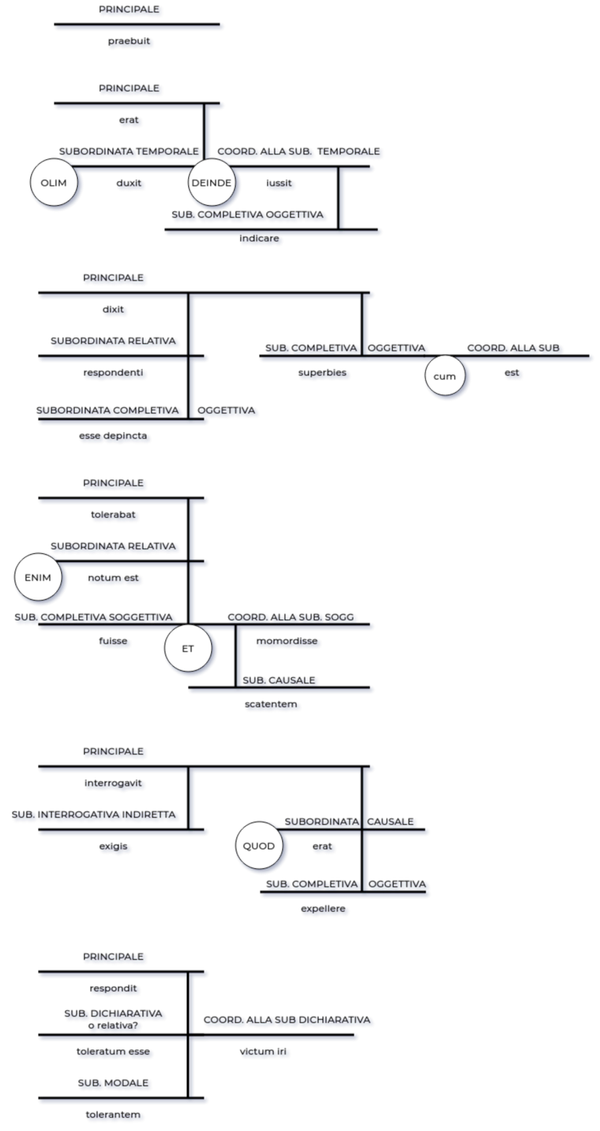 PRINCIPALE
praebuit
PRINCIPALE
erat
SUBORDINATA TEMPORALE
COORD. ALLA SUB. TEMPORALE
OLIM
duxit
DEINDE
iussit
SUB. COMPLETIVA OGGETTIVA
indicare
PRINCIPALE
dixit
SUBORDINATA RELATIVA
SUB. COMPLETIVA OGGETTIVA
COORD. ALLA SUB
respondenti
superbies
cum
est
SUBORDINATA COMPLETIVA OGGETTIVA
esse depincta
PRINCIPALE
tolerabat
SUBORDINATA RELATIVA
ENIM
notum est
SUB. COMPLETIVA SOGGETTIVA
COORD. ALLA SUB. SOGG
fuisse
ET
momordisse
SUB. CAUSALE
scatentem
PRINCIPALE
interrogavit
SUB. INTERROGATIVA INDIRETTA
SUBORDINATA CAUSALE
exigis
QUOD
erat
SUB. COMPLETIVA OGGETTIVA
expellere
PRINCIPALE
respondit
SUB. DICHIARATIVA
o relativa?
COORD. ALLA SUB DICHIARATIVA
toleratum esse
victum iri
SUB. MODALE
tolerantem